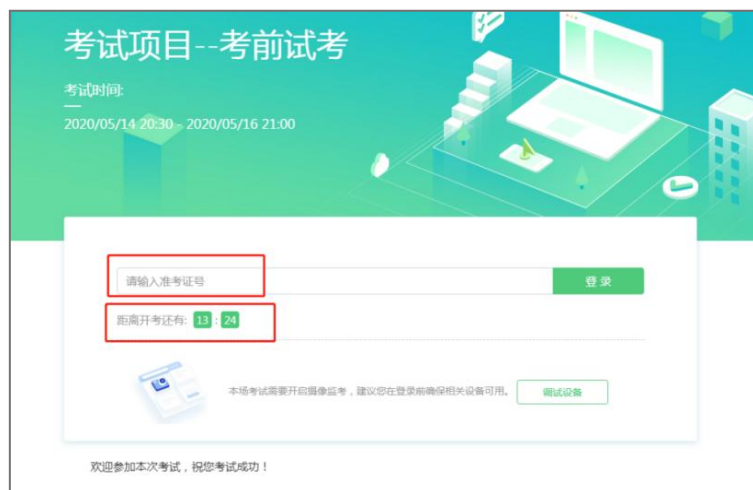 考试项目--考前试考
考试时间:
2020/05/14 20:30 - 2020/05/16 21:00
请输入准考证号
登 录
距离开考还有: 13 : 24
本场考试需要开启摄像监考，建议您在登录前确保相关设备可用。
调试设备
欢迎参加本次考试，祝您考试成功！